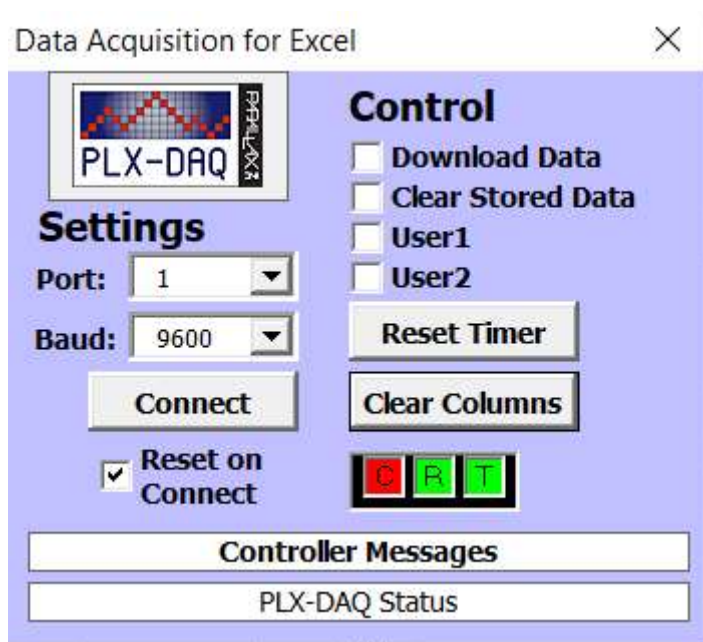 Data Acquisition for Excel
PLX-DAQ
PARALLAX
Settings
Port: 1
Baud: 9600
Connect
Reset on
Connect
Control
Download Data
Clear Stored Data
User1
User2
Reset Timer
Clear Columns
C R T
Controller Messages
PLX-DAQ Status